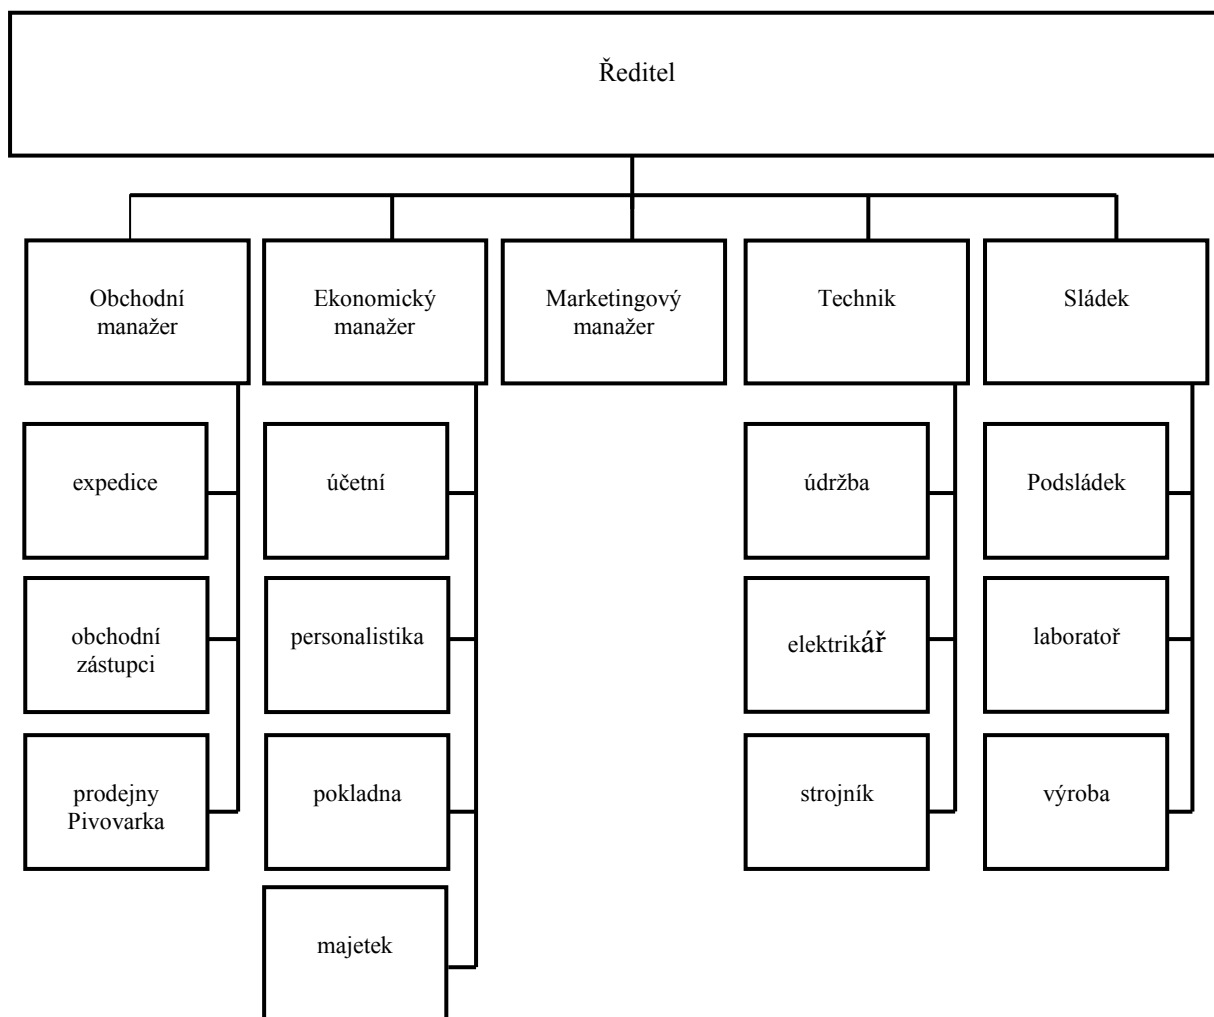 Ředitel
Obchodní
manažer
Ekonomický
manažer
Marketingový
manažer
Technik
Sládek
expedice
účetní
údržba
Podsládek
obchodní
zástupci
personalistika
elektrikář
laboratoř
prodejny
Pivovarka
pokladna
strojník
výroba
majetek